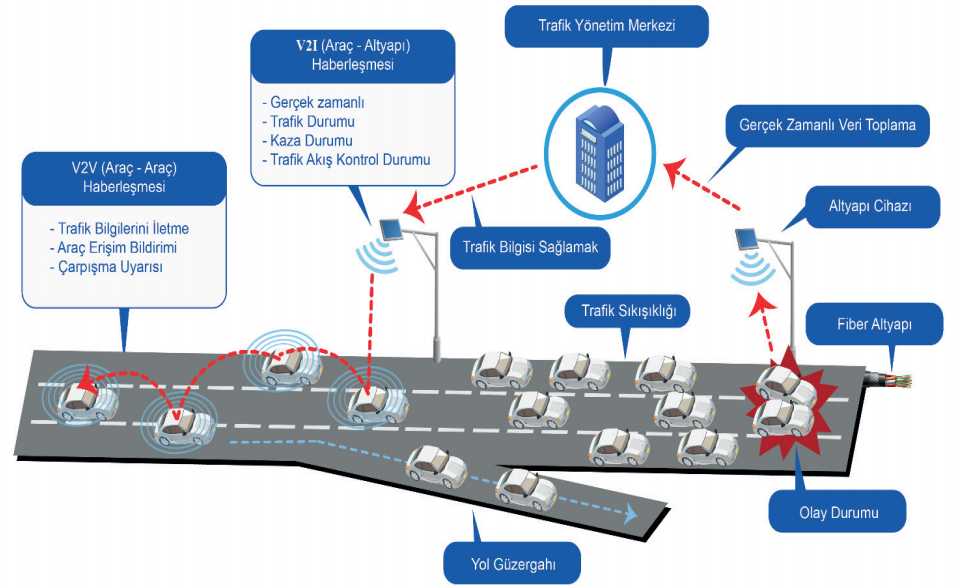 Trafik Yönetim Merkezi
V2I (Araç - Altyapı)
Haberleşmesi
- Gerçek zamanlı
- Trafik Durumu
- Kaza Durumu
- Trafik Akış Kontrol Durumu
Gerçek Zamanlı Veri Toplama
V2V (Araç - Araç)
Haberleşmesi
- Trafik Bilgilerini İletme
- Araç Erişim Bildirimi
- Çarpışma Uyarısı
Altyapı Cihazı
Trafik Bilgisi Sağlamak
Trafik Sıkışıklığı
Fiber Altyapı
Olay Durumu
Yol Güzergahı